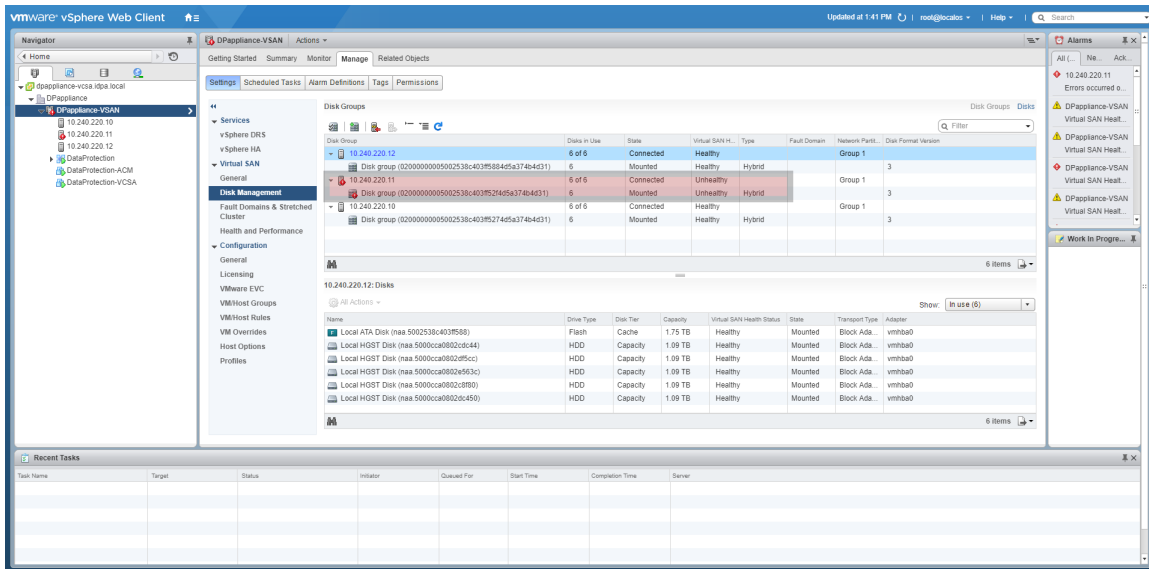 vmware® vSphere Web Client
Updated at 1:41 PM | root@localos | Help | Search
Navigator
Home
dpappliance-vcsa.idpa.local
DPappliance
DPappliance-VSAN
10.240.220.10
10.240.220.11
10.240.220.12
DataProtection
DataProtection-ACM
DataProtection-VCSA
DPappliance-VSAN Actions
Getting Started Summary Monitor Manage Related Objects
Settings Scheduled Tasks Alarm Definitions Tags Permissions
Services
vSphere DRS
vSphere HA
Virtual SAN
General
Disk Management
Fault Domains & Stretched
Cluster
Health and Performance
Configuration
General
Licensing
VMware EVC
VM/Host Groups
VM/Host Rules
VM Overrides
Host Options
Profiles
Disk Groups Disk Groups Disks
Filter
Disk Group Disks in Use State Virtual SAN H... Type Fault Domain Network Partit... Disk Format Version
10.240.220.12 6 of 6 Connected Healthy Group 1
Disk group (02000000005002538c403ff5884d5a374b4d31) 6 Mounted Healthy Hybrid 3
10.240.220.11 6 of 6 Connected Unhealthy Group 1
Disk group (02000000005002538c403ff52f4d5a374b4d31) 6 Mounted Unhealthy Hybrid 3
10.240.220.10 6 of 6 Connected Healthy Group 1
Disk group (02000000005002538c403ff5274d5a374b4d31) 6 Mounted Healthy Hybrid 3
6 items
10.240.220.12: Disks
All Actions Show: In use (6)
Name Drive Type Disk Tier Capacity Virtual SAN Health Status State Transport Type Adapter
Local ATA Disk (naa.5002538c403ff588) Flash Cache 1.75 TB Healthy Mounted Block Ada... vmhba0
Local HGST Disk (naa.5000cca0802cdc44) HDD Capacity 1.09 TB Healthy Mounted Block Ada... vmhba0
Local HGST Disk (naa.5000cca0802df5cc) HDD Capacity 1.09 TB Healthy Mounted Block Ada... vmhba0
Local HGST Disk (naa.5000cca0802e563c) HDD Capacity 1.09 TB Healthy Mounted Block Ada... vmhba0
Local HGST Disk (naa.5000cca0802c8f80) HDD Capacity 1.09 TB Healthy Mounted Block Ada... vmhba0
Local HGST Disk (naa.5000cca0802dc450) HDD Capacity 1.09 TB Healthy Mounted Block Ada... vmhba0
6 items
Alarms
All (... Ne... Ack...
10.240.220.11
Errors occurred o...
DPappliance-VSAN
Virtual SAN Healt...
DPappliance-VSAN
Virtual SAN Healt...
DPappliance-VSAN
Virtual SAN Healt...
DPappliance-VSAN
Virtual SAN Healt...
Work In Progre...
Recent Tasks
Task Name Target Status Initiator Queued For Start Time Completion Time Server